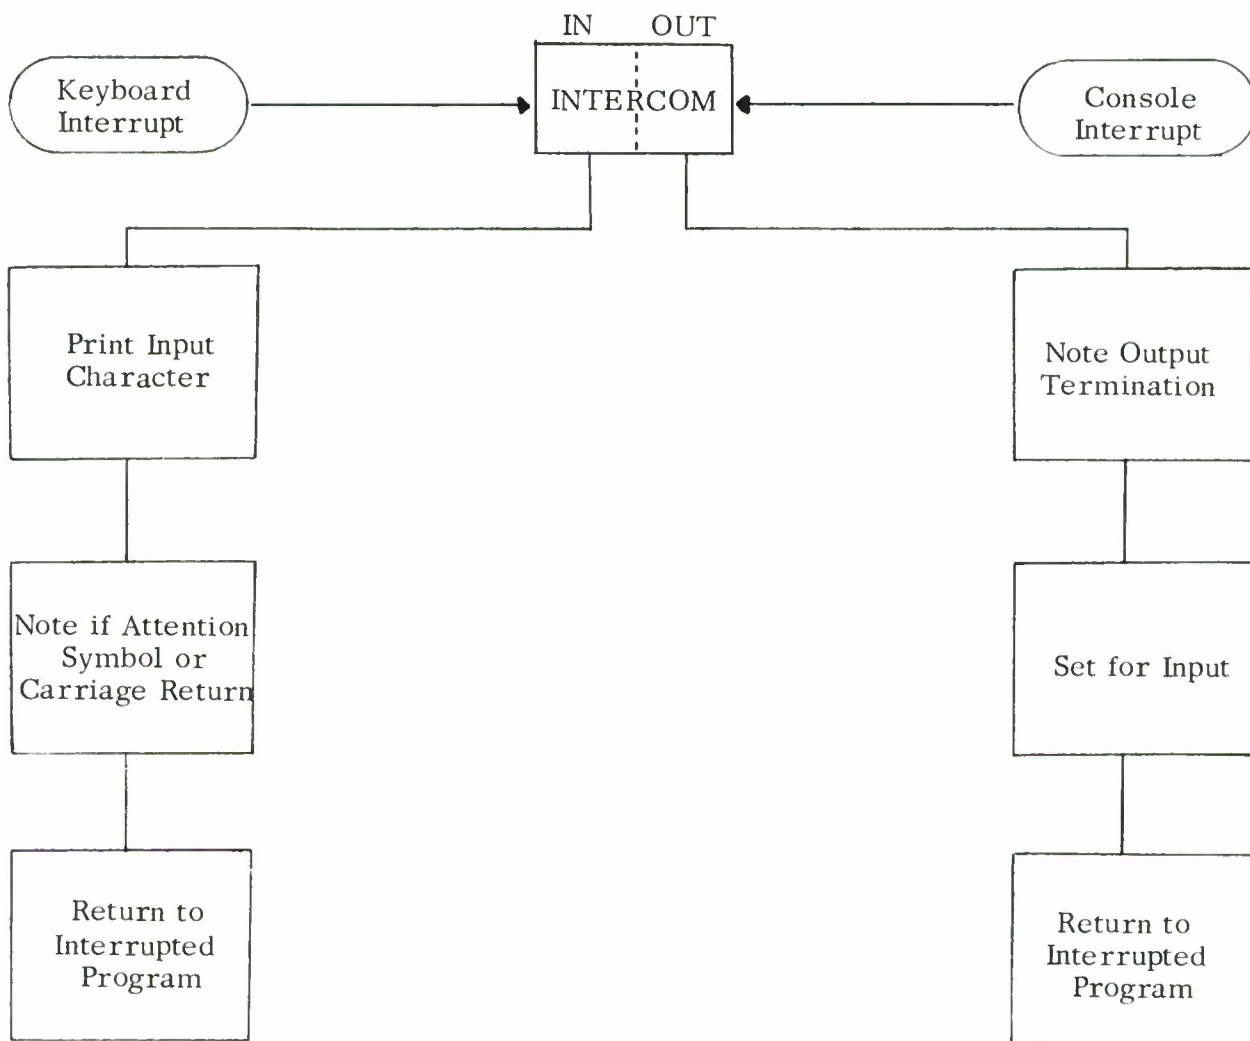 IN OUT
Keyboard
Interrupt
INTERCOM
Console
Interrupt
Print Input
Character
Note Output
Termination
Note if Attention
Symbol or
Carriage Return
Set for Input
Return to
Interrupted
Program
Return to
Interrupted
Program